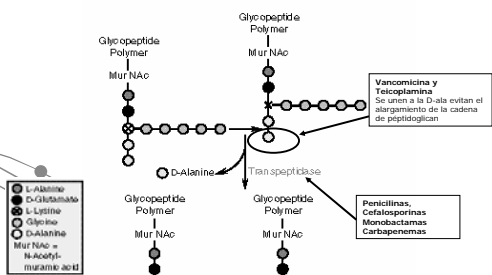 Glycopeptide
Polymer
Mur NAc
Glycopeptide
Polymer
Mur NAc
Vancomicina y
Teicoplamina
Se unen a la D-ala evitan el
alargamiento de la cadena
de péptidoglican
D-Alanine
Transpeptidase
L-Alanine
D-Glutamate
L-Lysine
Glycine
D-Alanine
Mur NAc =
N-Acetyl-
muramic acid
Glycopeptide
Polymer
Mur NAc
Glycopeptide
Polymer
Mur NAc
Penicilinas,
Cefalosporinas
Monobactamas
Carbapenemas